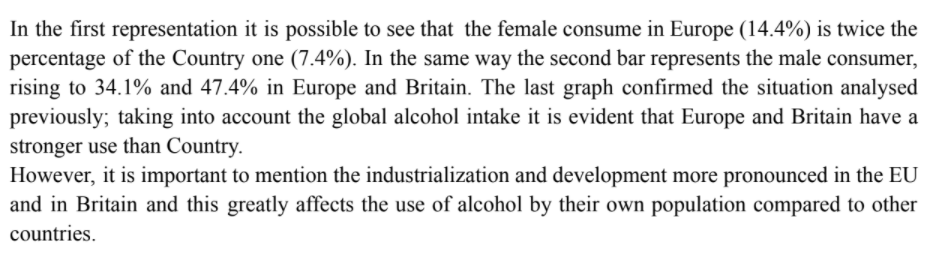 In the first representation it is possible to see that the female consume in Europe (14.4%) is twice the
percentage of the Country one (7.4%). In the same way the second bar represents the male consumer,
rising to 34.1% and 47.4% in Europe and Britain. The last graph confirmed the situation analysed
previously; taking into account the global alcohol intake it is evident that Europe and Britain have a
stronger use than Country.
However, it is important to mention the industrialization and development more pronounced in the EU
and in Britain and this greatly affects the use of alcohol by their own population compared to other
countries.